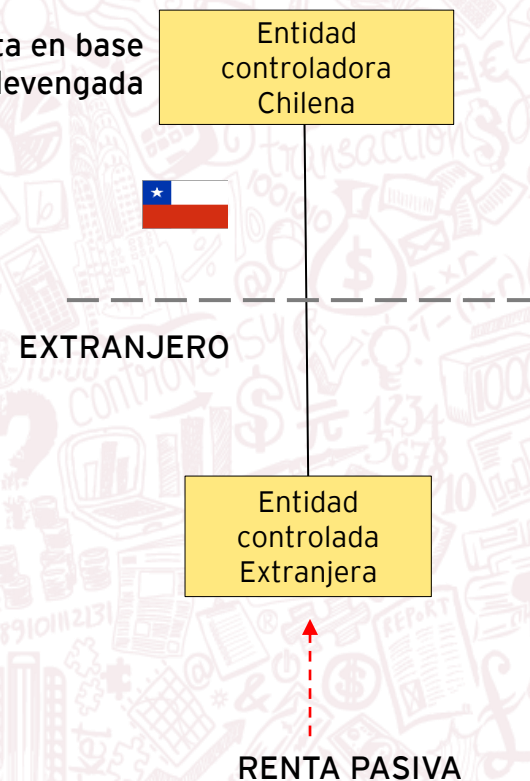 ta en base
devengada
Entidad
controladora
Chilena
EXTRANJERO
Entidad
controlada
Extranjera
RENTA PASIVA